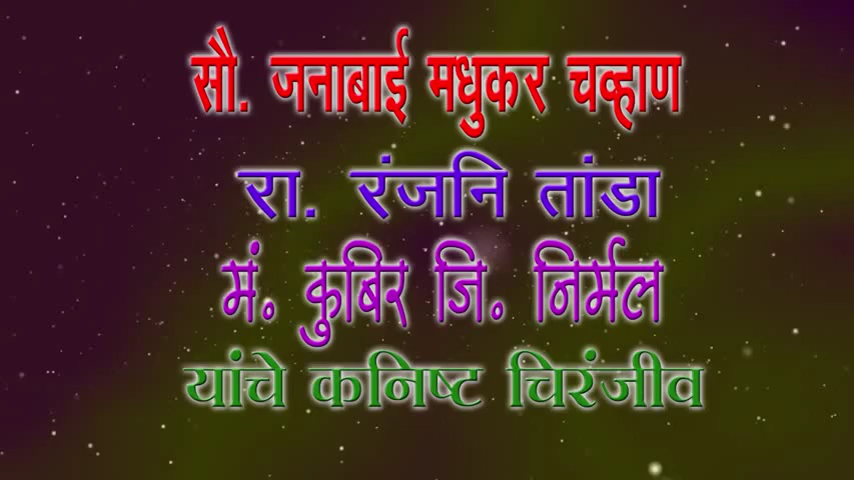 सौ. जनाबाई मधुकर चव्हाण
रा. रंजनि तांडा
मं. कुबिर जि. निर्मल
यांचे कनिष्ट चिरंजीव